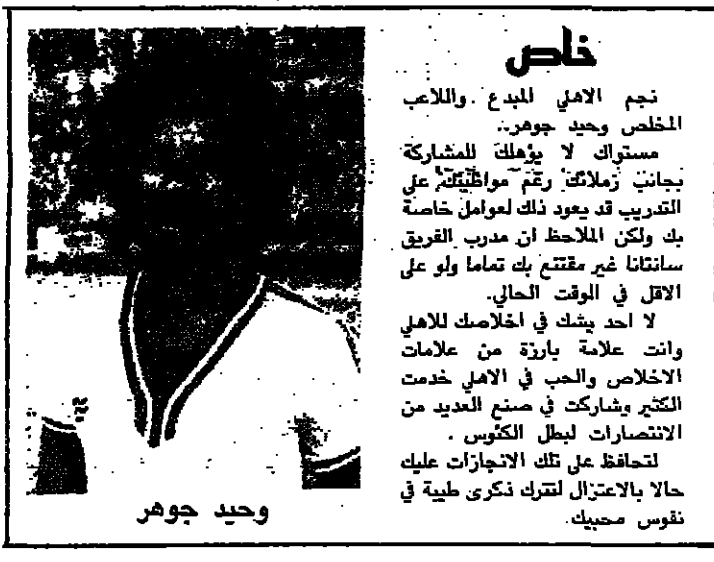 خاص
نجم الاهلي المبدع واللاعب
المخلص وحيد جوهر..
مستواك لا يؤهلك للمشاركة
بجانب زملائك رغم مواظبتك على
التدريب قد يعود ذلك لعوامل خاصة
بك ولكن الملاحظ ان مدرب الفريق
سانتانا غير مقتنع بك تماما ولو على
الاقل في الوقت الحالي.
لا احد يشك في اخلاصك للاهلي
وانت علامة بارزة من علامات
الاخلاص والحب في الاهلي خدمت
الكثير وشاركت في صنع العديد من
الانتصارات لبطل الكئوس .
لتحافظ على تلك الانجازات عليك
حالا بالاعتزال لتترك ذكرى طيبة في
نفوس محبيك.
وحيد جوهر